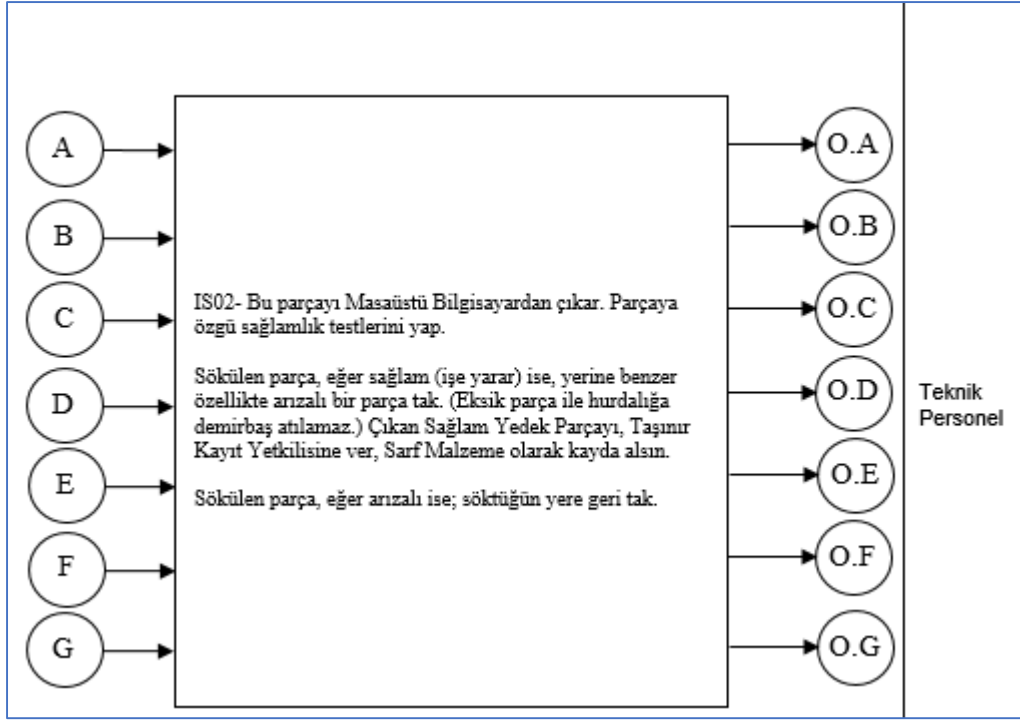 A
O.A
B
O.B
C
O.C
D
O.D
E
O.E
F
O.F
G
O.G
IS02- Bu parçayı Masaüstü Bilgisayardan çıkar. Parçaya
özgü sağlamlık testlerini yap.
Sökülen parça, eğer sağlam (işe yarar) ise, yerine benzer
özellikte arızalı bir parça tak. (Eksik parça ile hurdalığa
demirbaş atılamaz.) Çıkan Sağlam Yedek Parçayı, Taşınır
Kayıt Yetkilisine ver, Sarf Malzeme olarak kayda alsın.
Sökülen parça, eğer arızalı ise; söktüğün yere geri tak.
Teknik
Personel